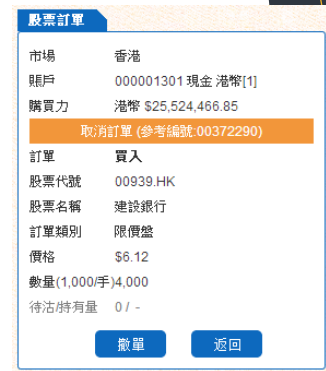 股票訂單
市場 香港
賬戶 000001301 現金 港幣[1]
購買力 港幣 $25,524,466.85
取消訂單 (參考編號:00372290)
訂單 買入
股票代號 00939.HK
股票名稱 建設銀行
訂單類別 限價盤
價格 $6.12
數量(1,000/手)4,000
待沽/持有量 0 / -
撤單 返回